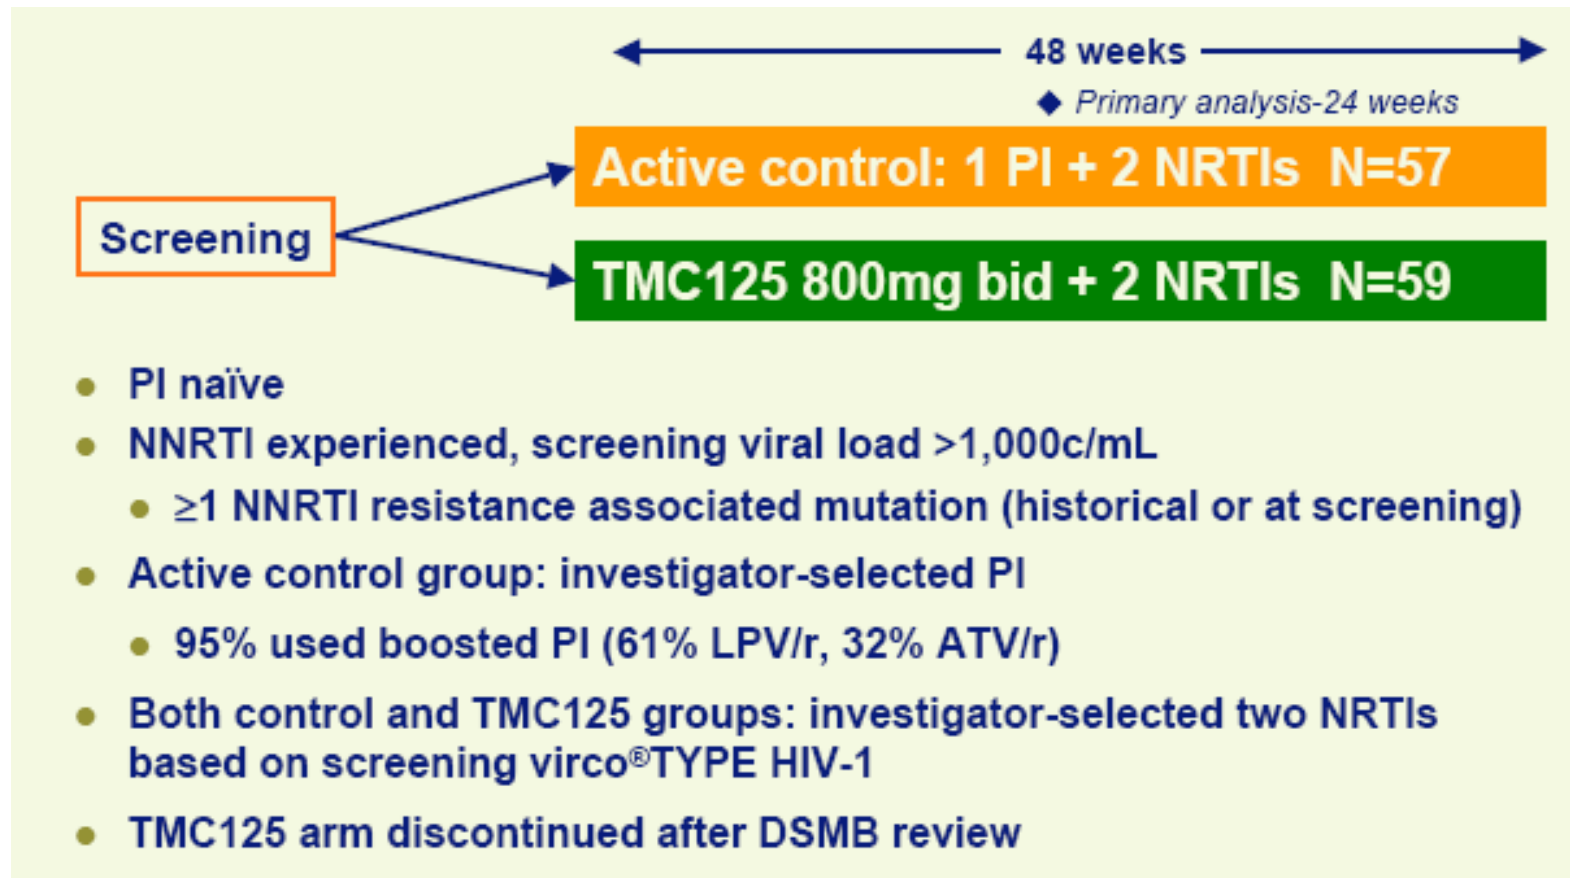 48 weeks
◆ Primary analysis-24 weeks
Active control: 1 PI + 2 NRTIs N=57
Screening
TMC125 800mg bid + 2 NRTIs N=59
• PI naïve
• NNRTI experienced, screening viral load >1,000c/mL
• ≥1 NNRTI resistance associated mutation (historical or at screening)
• Active control group: investigator-selected PI
• 95% used boosted PI (61% LPV/r, 32% ATV/r)
• Both control and TMC125 groups: investigator-selected two NRTIs
based on screening virco®TYPE HIV-1
• TMC125 arm discontinued after DSMB review